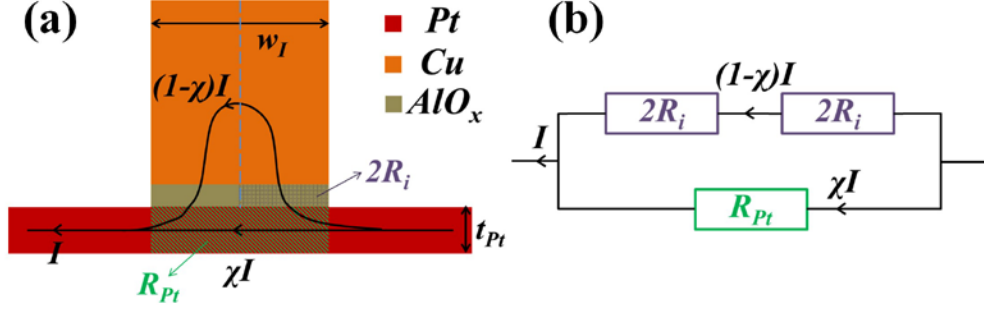 (a)
w_I
(1-χ)I
Pt
Cu
AlO_x
2R_i
t_Pt
I
R_Pt
χI
(b)
(1-χ)I
2R_i
2R_i
I
χI
R_Pt